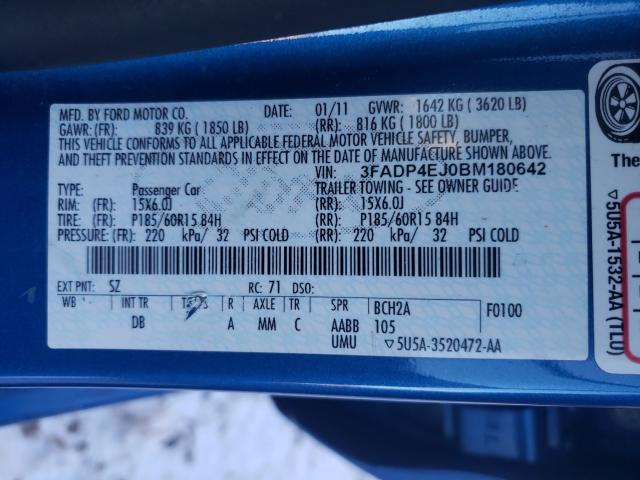 MFD. BY FORD MOTOR CO. DATE: 01/11 GVWR: 1642 KG ( 3620 LB)
GAWR: (FR): 839 KG ( 1850 LB) (RR): 816 KG ( 1800 LB)
THIS VEHICLE CONFORMS TO ALL APPLICABLE FEDERAL MOTOR VEHICLE SAFETY, BUMPER,
AND THEFT PREVENTION STANDARDS IN EFFECT ON THE DATE OF MANUFACTURE SHOWN ABOVE.
VIN: 3FADP4EJ0BM180642
TYPE: Passenger Car TRAILER TOWING - SEE OWNER GUIDE
RIM: (FR) 15X6.0J (RR): 15X6.0J
TIRE: (FR) P185/60R15 84H (RR): P185/60R15 84H
PRESSURE: (FR): 220 kPa/ 32 PSI COLD (RR): 220 kPa/ 32 PSI COLD
EXT PNT: SZ RC: 71 DSO:
WB INT TR R AXLE TR SPR BCH2A F0100
DB A MM C AABB 105
UMU ▽5U5A-3520472-AA
The
▽5U5A-1532-AA (TLU)